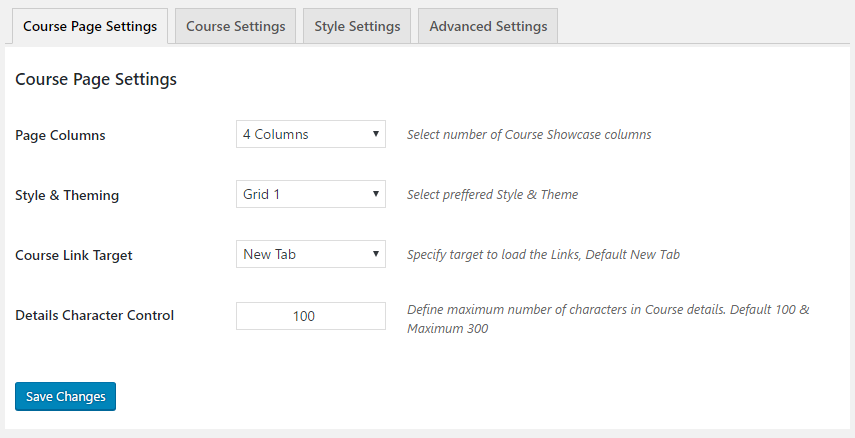 Course Page Settings Course Settings Style Settings Advanced Settings
Course Page Settings
Page Columns 4 Columns Select number of Course Showcase columns
Style & Theming Grid 1 Select preffered Style & Theme
Course Link Target New Tab Specify target to load the Links, Default New Tab
Details Character Control 100 Define maximum number of characters in Course details. Default 100 &
Maximum 300
Save Changes